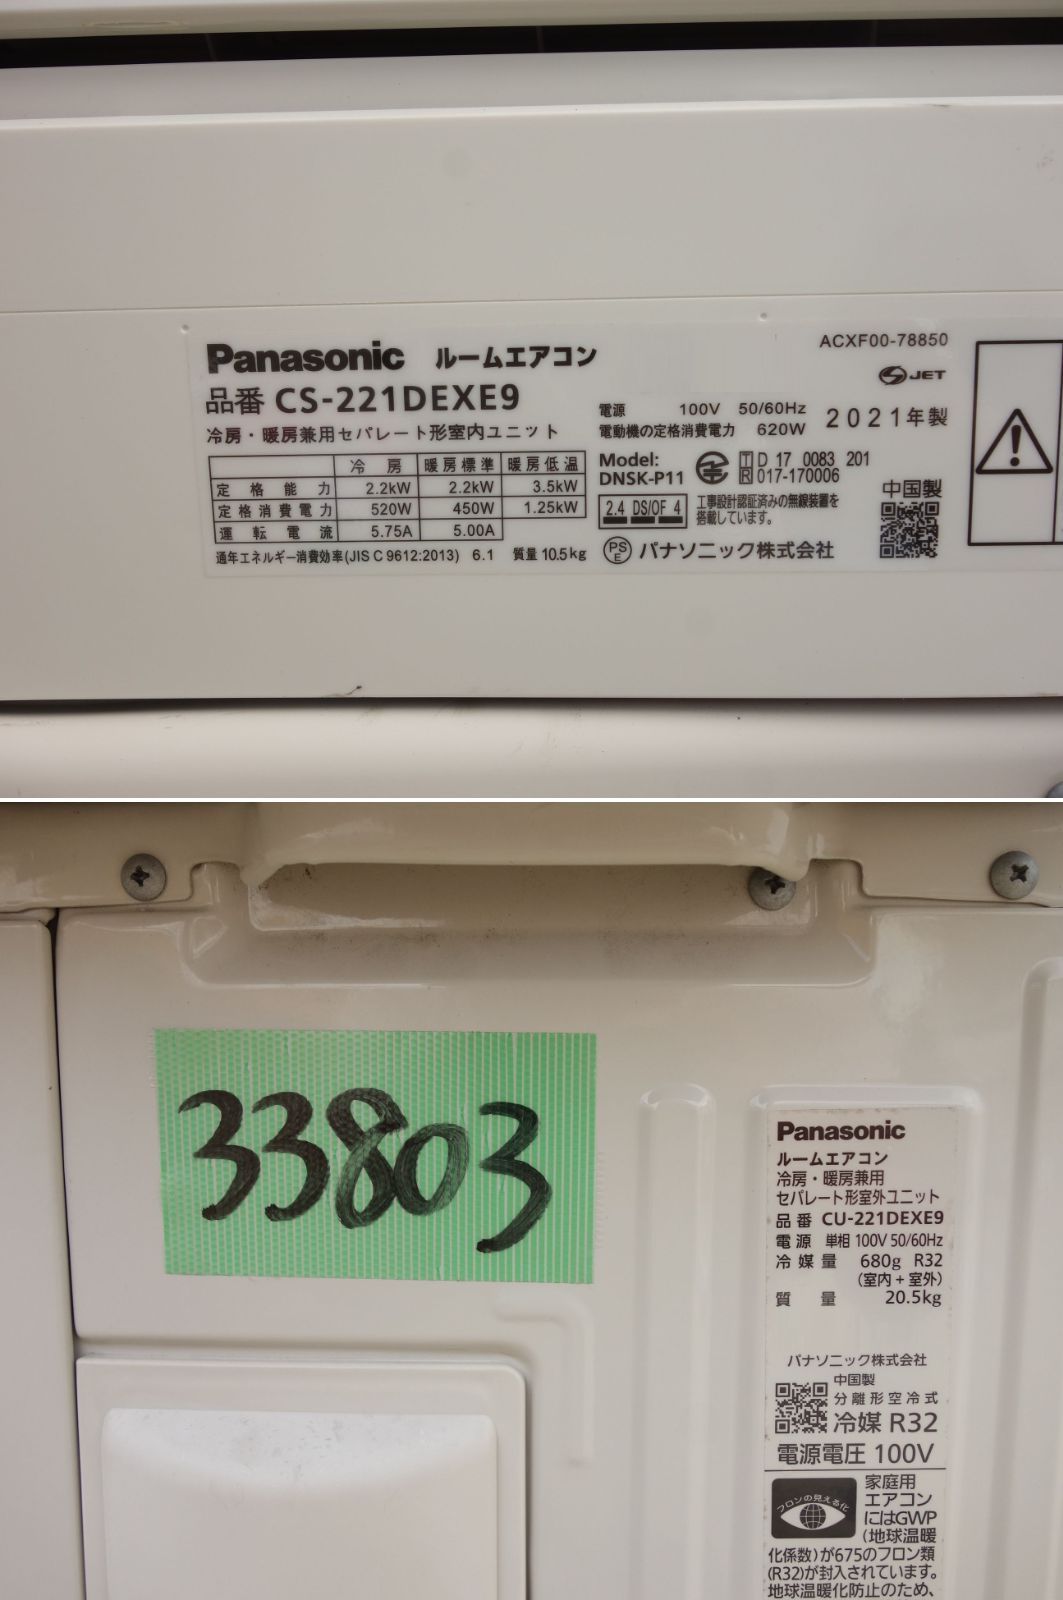 Panasonic ルームエアコン
品番 CS-221DEXE9
冷房・暖房兼用セパレート形室内ユニット
冷房 暖房標準 暖房低温
定格能力 2.2kW 2.2kW 3.5kW
定格消費電力 520W 450W 1.25kW
運転電流 5.75A 5.00A
通年エネルギー消費効率(JIS C 9612:2013) 6.1 質量 10.5kg
ACXF00-78850
JET
電源 100V 50/60Hz
電動機の定格消費電力 620W
2021年製
Model:
DNSK-P11
T D 17 0083 201
R 017-170006
中国製
2.4 DS/OF 4
工事設計認証済みの無線装置を
搭載しています。
PS
E
パナソニック株式会社
33803
Panasonic
ルームエアコン
冷房・暖房兼用
セパレート形室外ユニット
品番 CU-221DEXE9
電源 単相 100V 50/60Hz
冷媒量 680g R32
(室内+室外)
質量 20.5kg
パナソニック株式会社
中国製
分離形空冷式
冷媒 R32
電源電圧 100V
フロンの見える化
家庭用
エアコン
にはGWP
(地球温暖
化係数)が675のフロン類
(R32)が封入されています。
地球温暖化防止のため、